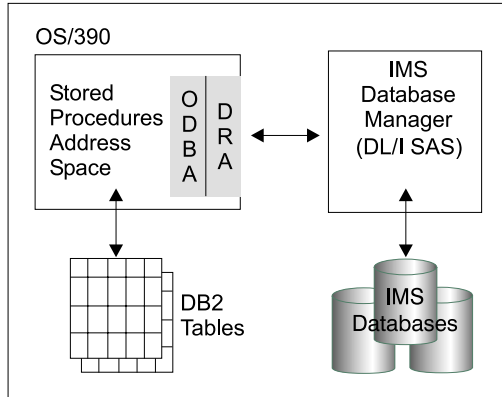 OS/390
Stored
Procedures
Address
Space
O
D
B
A
D
R
A
IMS
Database
Manager
(DL/I SAS)
DB2
Tables
IMS
Databases